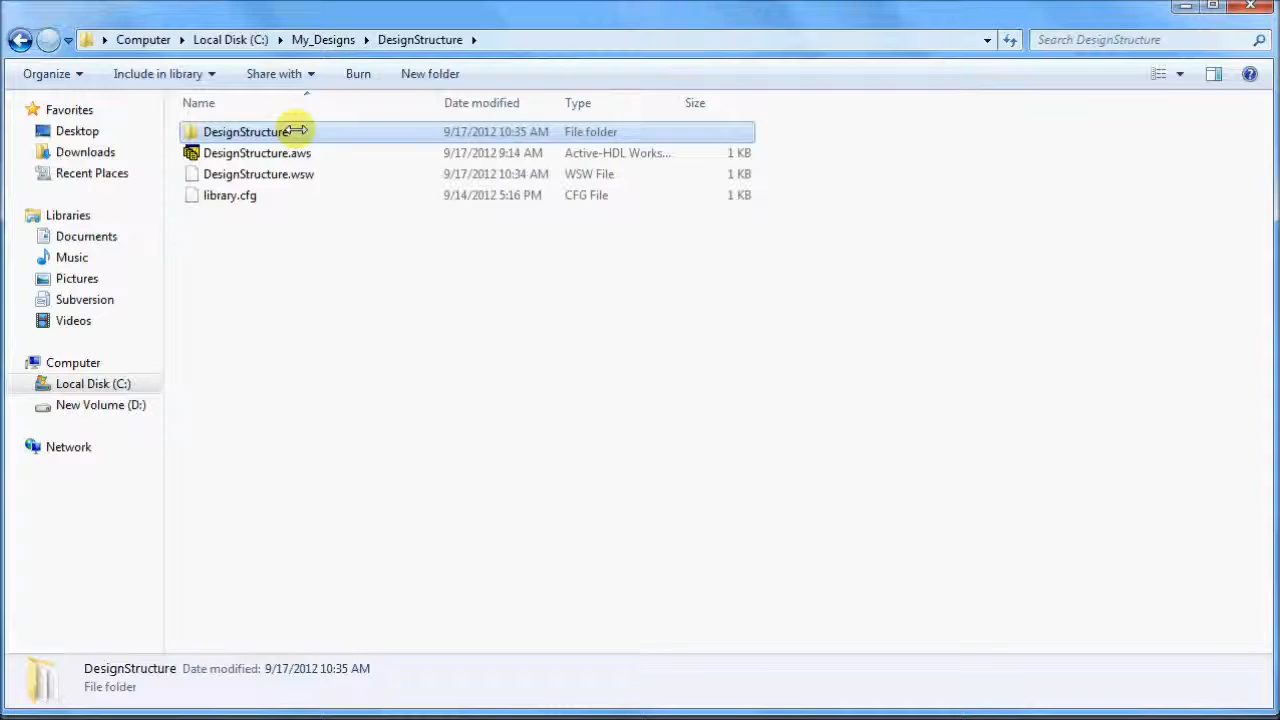 Computer Local Disk (C:) My_Designs DesignStructure Search DesignStructure
Organize Include in library Share with Burn New folder
Name Date modified Type Size
Favorites
Desktop
Downloads
Recent Places
Libraries
Documents
Music
Pictures
Subversion
Videos
Computer
Local Disk (C:)
New Volume (D:)
Network
DesignStructure 9/17/2012 10:35 AM File folder
DesignStructure.aws 9/17/2012 9:14 AM Active-HDL Works... 1 KB
DesignStructure.wsw 9/17/2012 10:34 AM WSW File 1 KB
library.cfg 9/14/2012 5:16 PM CFG File 1 KB
DesignStructure Date modified: 9/17/2012 10:35 AM
File folder